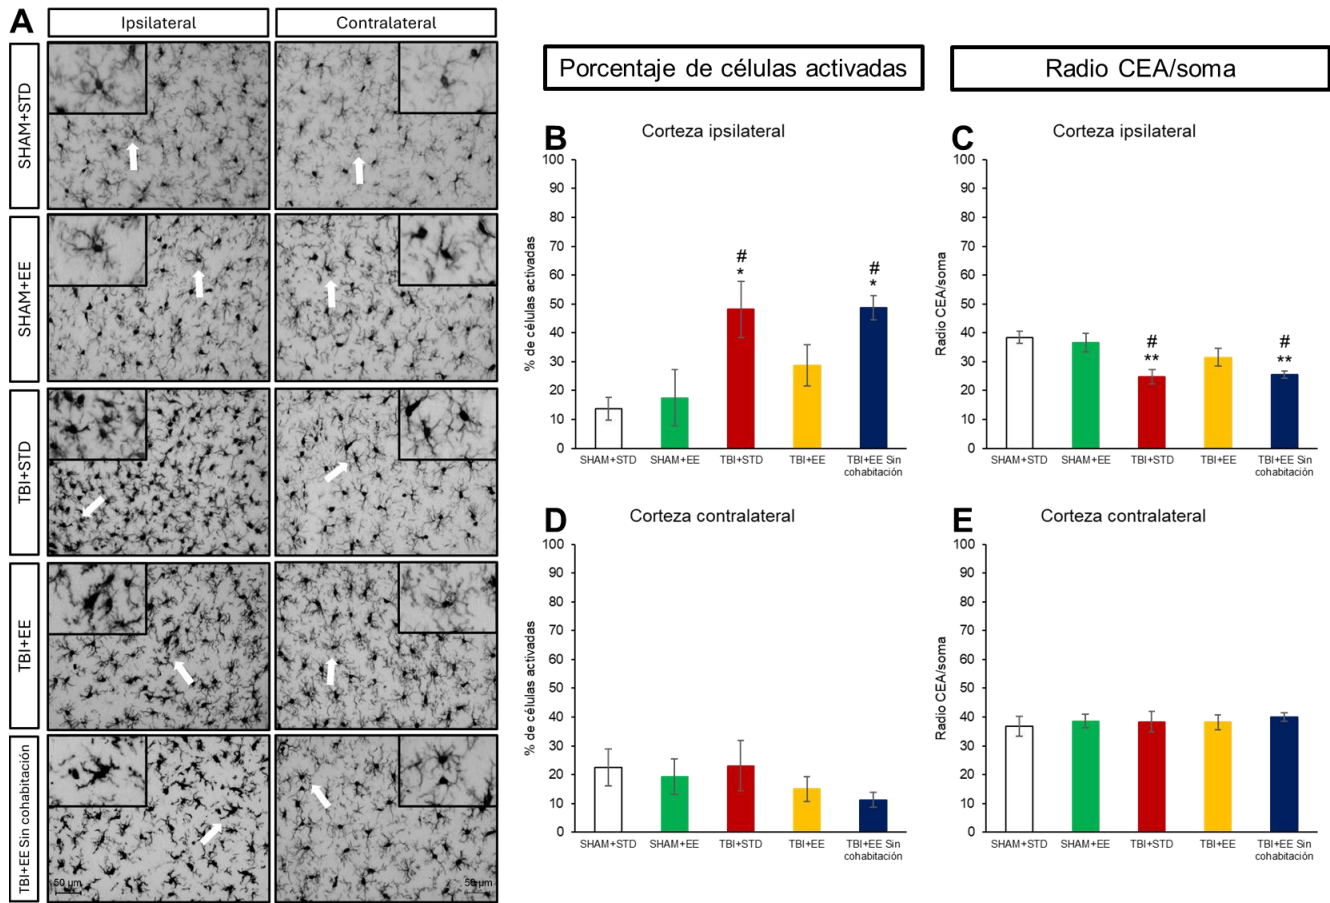 A
Ipsilateral
Contralateral
SHAM+STD
SHAM+EE
TBI+STD
TBI+EE
TBI+EE Sin cohabitación
50 μm
50 μm
Porcentaje de células activadas
Radio CEA/soma
B
Corteza ipsilateral
% de células activadas
100
90
80
70
60
50
40
30
20
10
0
#
*
#
*
SHAM+STD
SHAM+EE
TBI+STD
TBI+EE
TBI+EE Sin
cohabitación
C
Corteza ipsilateral
Radio CEA/soma
100
90
80
70
60
50
40
30
20
10
0
#
**
#
**
SHAM+STD
SHAM+EE
TBI+STD
TBI+EE
TBI+EE Sin
cohabitación
D
Corteza contralateral
% de células activadas
100
90
80
70
60
50
40
30
20
10
0
SHAM+STD
SHAM+EE
TBI+STD
TBI+EE
TBI+EE Sin
cohabitación
E
Corteza contralateral
Radio CEA/soma
100
90
80
70
60
50
40
30
20
10
0
SHAM+STD
SHAM+EE
TBI+STD
TBI+EE
TBI+EE Sin
cohabitación